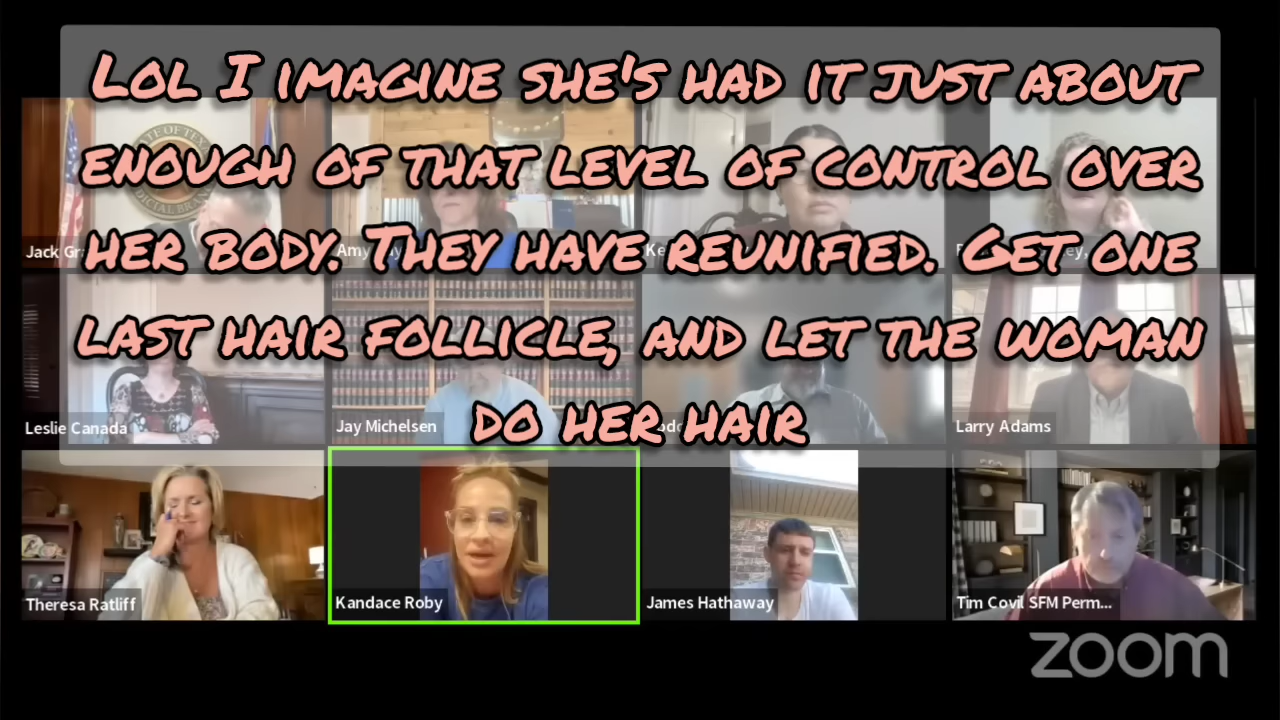 Lol I imagine she's had it just about
enough of that level of control over
her body. They have reunified. Get one
last hair follicle, and let the woman
do her hair
Jack
Amy
Leslie Canada
Jay Michelsen
Larry Adams
Theresa Ratliff
Kandace Roby
James Hathaway
Tim Covil SFM Perm...
zoom